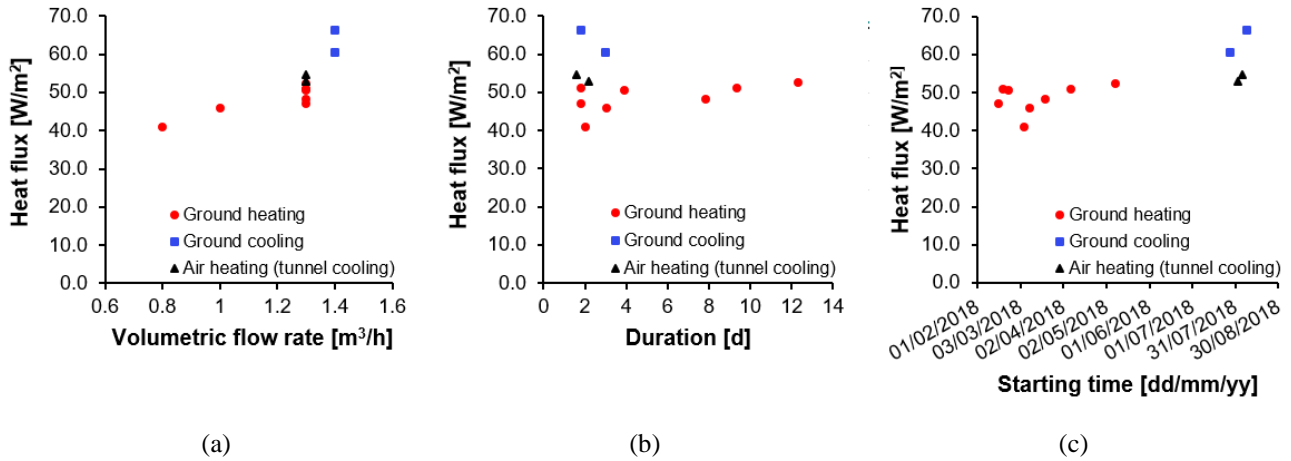 Heat flux [W/m²]
70.0
60.0
50.0
40.0
30.0
20.0
10.0
0.0
Ground heating
Ground cooling
Air heating (tunnel cooling)
0.6 0.8 1 1.2 1.4 1.6
Volumetric flow rate [m³/h]
(a)
Heat flux [W/m²]
70.0
60.0
50.0
40.0
30.0
20.0
10.0
0.0
Ground heating
Ground cooling
Air heating (tunnel cooling)
0 2 4 6 8 10 12 14
Duration [d]
(b)
Heat flux [W/m²]
70.0
60.0
50.0
40.0
30.0
20.0
10.0
0.0
Ground heating
Ground cooling
Air heating (tunnel cooling)
01/02/2018
03/03/2018
02/04/2018
02/05/2018
01/06/2018
01/07/2018
31/07/2018
30/08/2018
Starting time [dd/mm/yy]
(c)